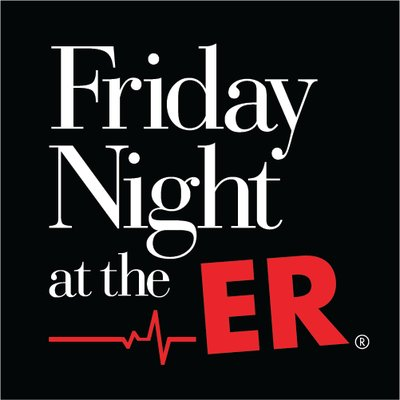 Friday
Night
at the ER®